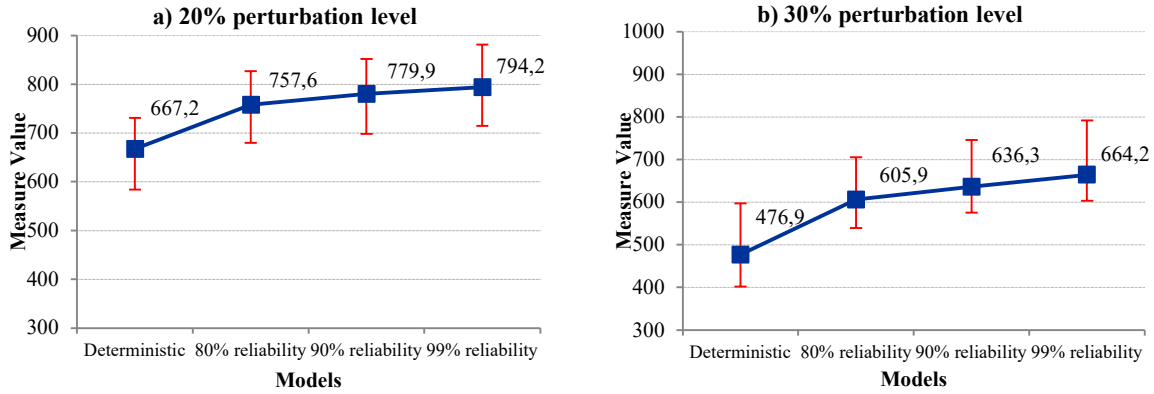 a) 20% perturbation level
900
800
700
600
500
400
300
Measure Value
667,2
757,6
779,9
794,2
Deterministic 80% reliability 90% reliability 99% reliability
Models
b) 30% perturbation level
1000
900
800
700
600
500
400
300
Measure Value
476,9
605,9
636,3
664,2
Deterministic 80% reliability 90% reliability 99% reliability
Models